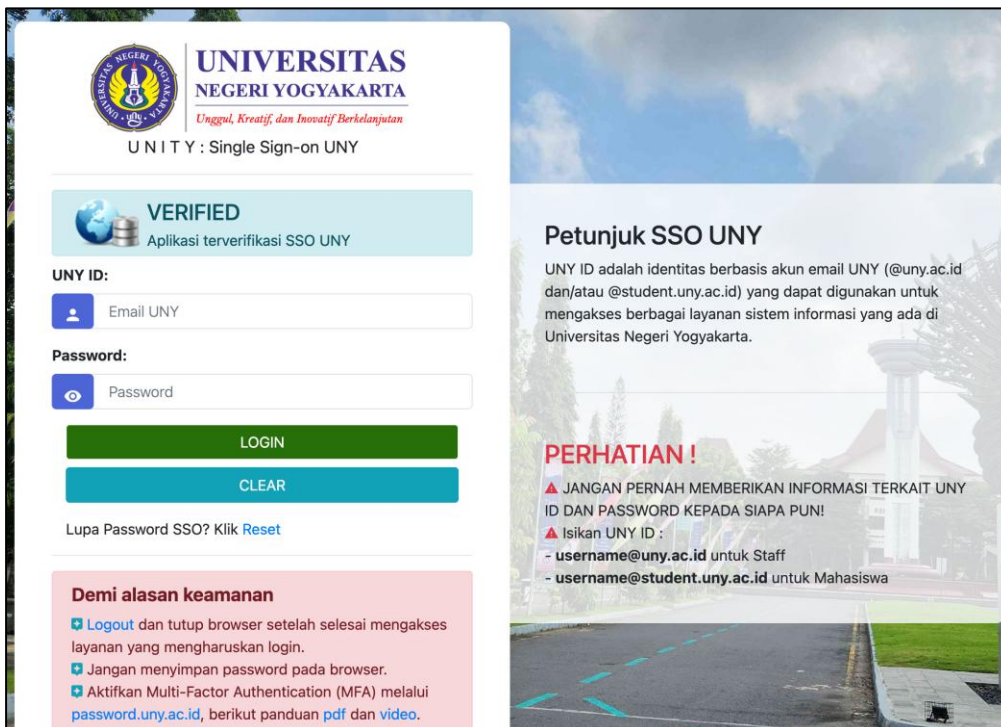 UNIVERSITAS NEGERI YOGYAKARTA
UNY
UNIVERSITAS
NEGERI YOGYAKARTA
Unggul, Kreatif, dan Inovatif Berkelanjutan
U N I T Y : Single Sign-on UNY
VERIFIED
Aplikasi terverifikasi SSO UNY
UNY ID:
Email UNY
Password:
Password
LOGIN
CLEAR
Lupa Password SSO? Klik Reset
Demi alasan keamanan
Logout dan tutup browser setelah selesai mengakses
layanan yang mengharuskan login.
Jangan menyimpan password pada browser.
Aktifkan Multi-Factor Authentication (MFA) melalui
password.uny.ac.id, berikut panduan pdf dan video.
Petunjuk SSO UNY
UNY ID adalah identitas berbasis akun email UNY (@uny.ac.id
dan/atau @student.uny.ac.id) yang dapat digunakan untuk
mengakses berbagai layanan sistem informasi yang ada di
Universitas Negeri Yogyakarta.
PERHATIAN !
JANGAN PERNAH MEMBERIKAN INFORMASI TERKAIT UNY
ID DAN PASSWORD KEPADA SIAPA PUN!
Isikan UNY ID :
- username@uny.ac.id untuk Staff
- username@student.uny.ac.id untuk Mahasiswa